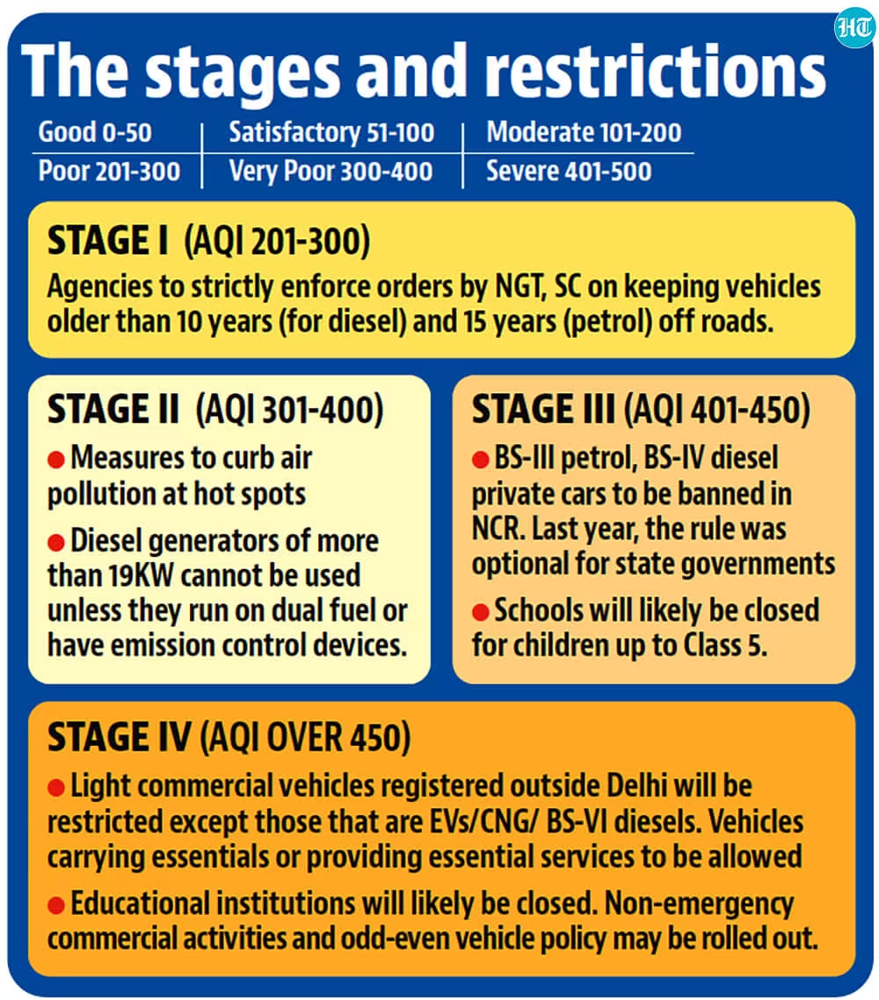 HT
The stages and restrictions
Good 0-50
Satisfactory 51-100
Moderate 101-200
Poor 201-300
Very Poor 300-400
Severe 401-500
STAGE I (AQI 201-300)
Agencies to strictly enforce orders by NGT, SC on keeping vehicles
older than 10 years (for diesel) and 15 years (petrol) off roads.
STAGE II (AQI 301-400)
● Measures to curb air
pollution at hot spots
● Diesel generators of more
than 19KW cannot be used
unless they run on dual fuel or
have emission control devices.
STAGE III (AQI 401-450)
● BS-III petrol, BS-IV diesel
private cars to be banned in
NCR. Last year, the rule was
optional for state governments
● Schools will likely be closed
for children up to Class 5.
STAGE IV (AQI OVER 450)
● Light commercial vehicles registered outside Delhi will be
restricted except those that are EVs/CNG/ BS-VI diesels. Vehicles
carrying essentials or providing essential services to be allowed
● Educational institutions will likely be closed. Non-emergency
commercial activities and odd-even vehicle policy may be rolled out.